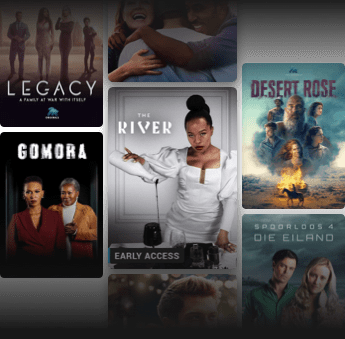 LEGACY
A FAMILY AT WAR WITH ITSELF
GOMORA
THE
RIVER
EARLY ACCESS
DESERT ROSE
SPOORLOOS 4
DIE EILAND